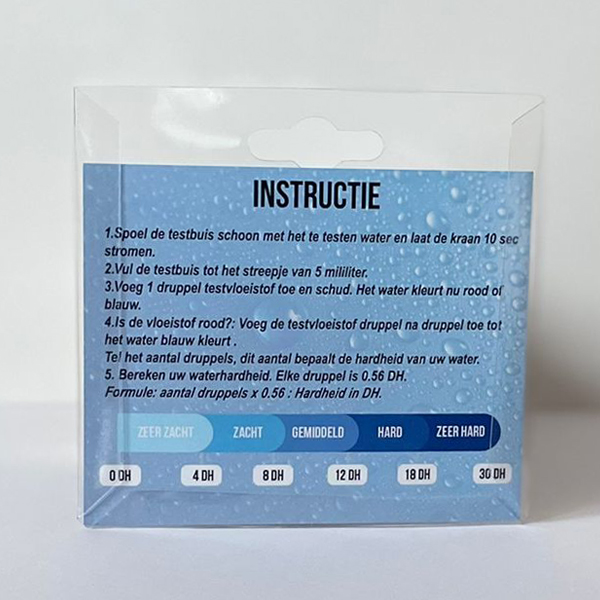 INSTRUCTIE
1.Spoel de testbuis schoon met het te testen water en laat de kraan 10 sec
stromen.
2.Vul de testbuis tot het streepje van 5 mililiter.
3.Voeg 1 druppel testvloeistof toe en schud. Het water kleurt nu rood of
blauw.
4.Is de vloeistof rood?: Voeg de testvloeistof druppel na druppel toe tot
het water blauw kleurt .
Tel het aantal druppels, dit aantal bepaalt de hardheid van uw water.
5. Bereken uw waterhardheid. Elke druppel is 0.56 DH.
Formule: aantal druppels x 0.56 : Hardheid in DH.
ZEER ZACHT ZACHT GEMIDDELD HARD ZEER HARD
0 DH 4 DH 8 DH 12 DH 18 DH 30 DH